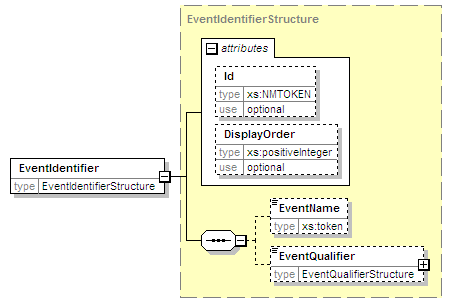 EventIdentifierStructure
attributes
Id
type xs:NMTOKEN
use optional
DisplayOrder
type xs:positiveInteger
use optional
EventIdentifier
type EventIdentifierStructure
EventName
type xs:token
EventQualifier
type EventQualifierStructure